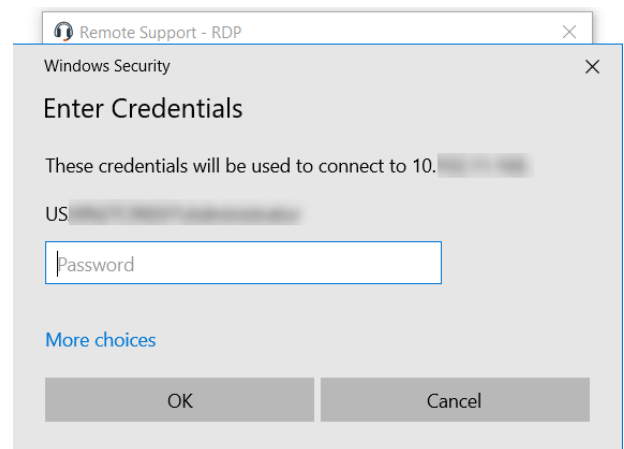 Remote Support - RDP
Windows Security
Enter Credentials
These credentials will be used to connect to 10.
US
Password
More choices
OK
Cancel